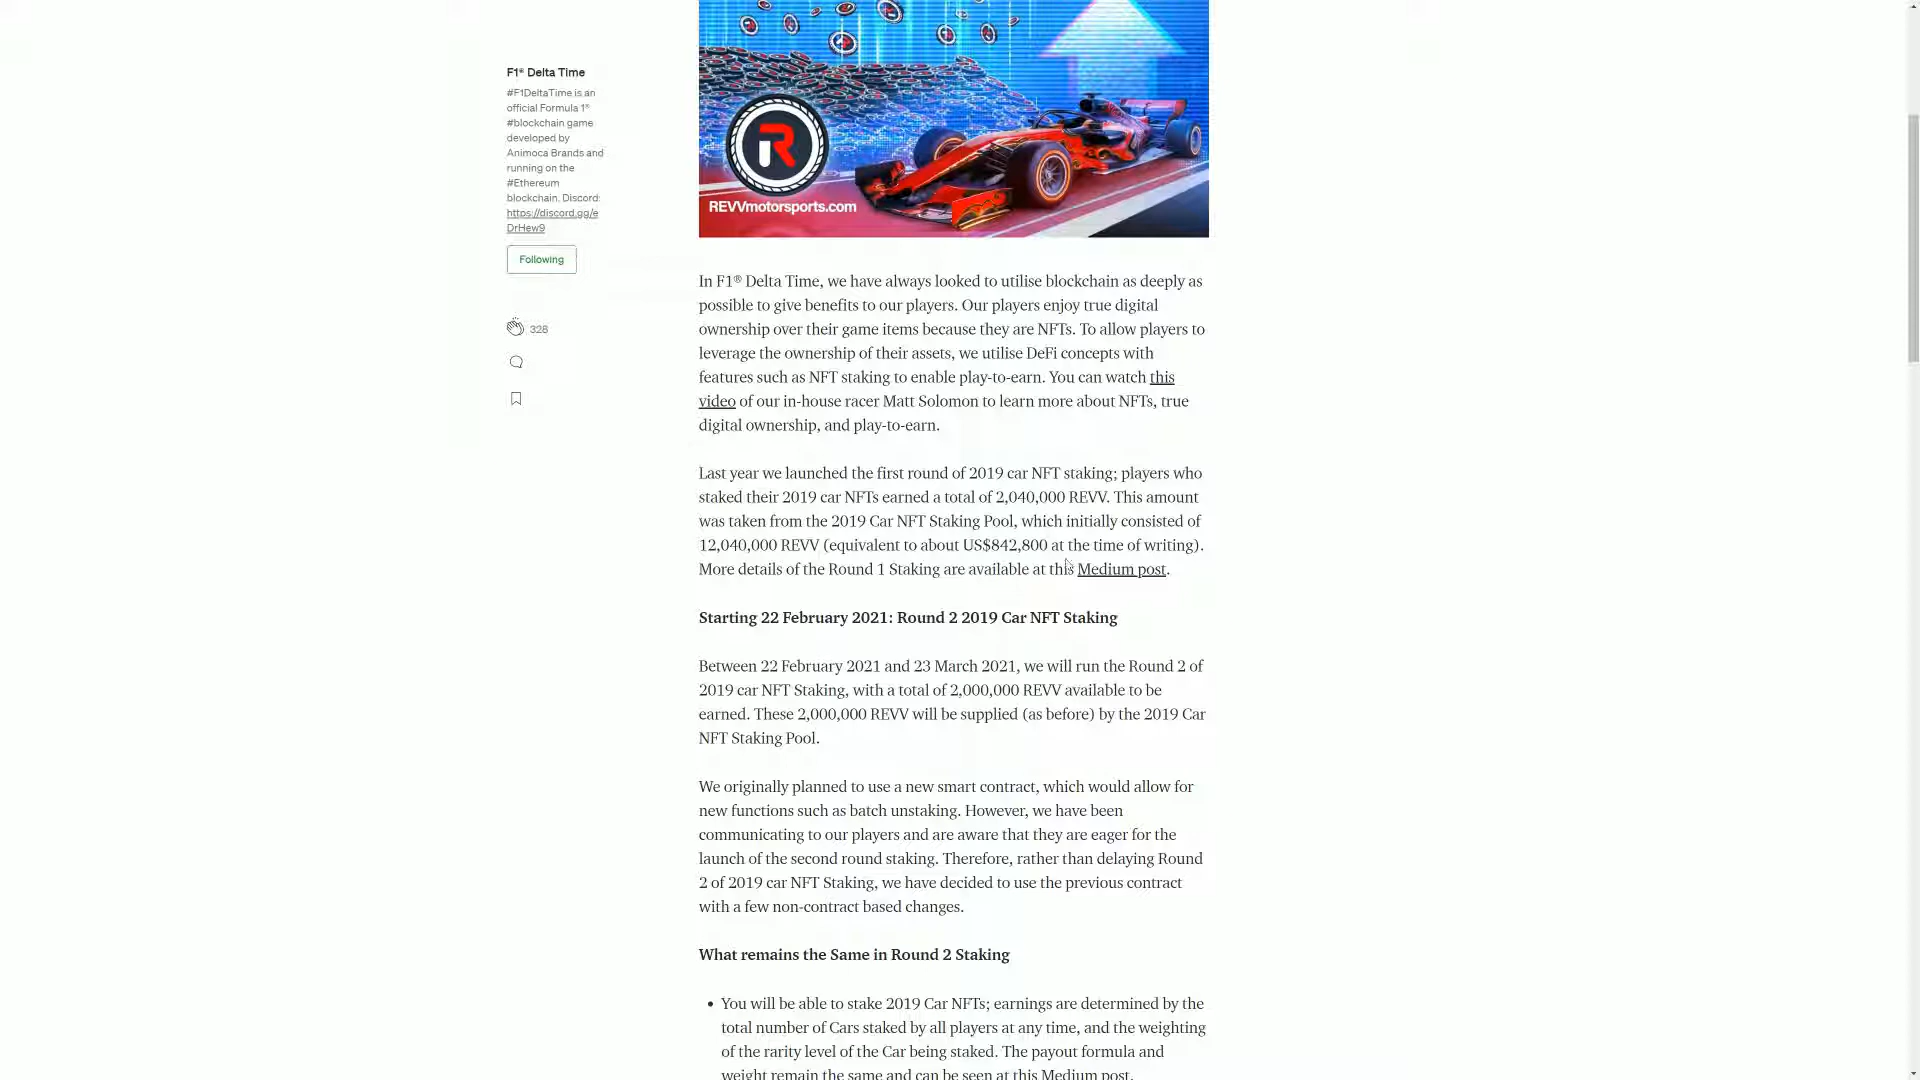 REVVmotorsports.com
F1® Delta Time
#F1DeltaTime is an
official Formula 1®
#blockchain game
developed by
Animoca Brands and
running on the
#Ethereum
blockchain. Discord:
https://discord.gg/e
DrHew9
Following
328
In F1® Delta Time, we have always looked to utilise blockchain as deeply as
possible to give benefits to our players. Our players enjoy true digital
ownership over their game items because they are NFTs. To allow players to
leverage the ownership of their assets, we utilise DeFi concepts with
features such as NFT staking to enable play-to-earn. You can watch this
video of our in-house racer Matt Solomon to learn more about NFTs, true
digital ownership, and play-to-earn.
Last year we launched the first round of 2019 car NFT staking; players who
staked their 2019 car NFTs earned a total of 2,040,000 REVV. This amount
was taken from the 2019 Car NFT Staking Pool, which initially consisted of
12,040,000 REVV (equivalent to about US$842,800 at the time of writing).
More details of the Round 1 Staking are available at this Medium post.
Starting 22 February 2021: Round 2 2019 Car NFT Staking
Between 22 February 2021 and 23 March 2021, we will run the Round 2 of
2019 car NFT Staking, with a total of 2,000,000 REVV available to be
earned. These 2,000,000 REVV will be supplied (as before) by the 2019 Car
NFT Staking Pool.
We originally planned to use a new smart contract, which would allow for
new functions such as batch unstaking. However, we have been
communicating to our players and are aware that they are eager for the
launch of the second round staking. Therefore, rather than delaying Round
2 of 2019 car NFT Staking, we have decided to use the previous contract
with a few non-contract based changes.
What remains the Same in Round 2 Staking
• You will be able to stake 2019 Car NFTs; earnings are determined by the
total number of Cars staked by all players at any time, and the weighting
of the rarity level of the Car being staked. The payout formula and
weight remain the same and can be seen at this Medium post.